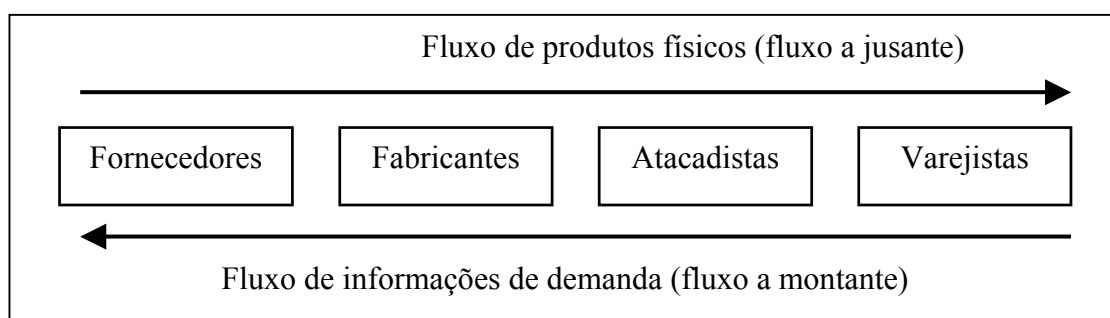 Fluxo de produtos físicos (fluxo a jusante)
Fornecedores
Fabricantes
Atacadistas
Varejistas
Fluxo de informações de demanda (fluxo a montante)